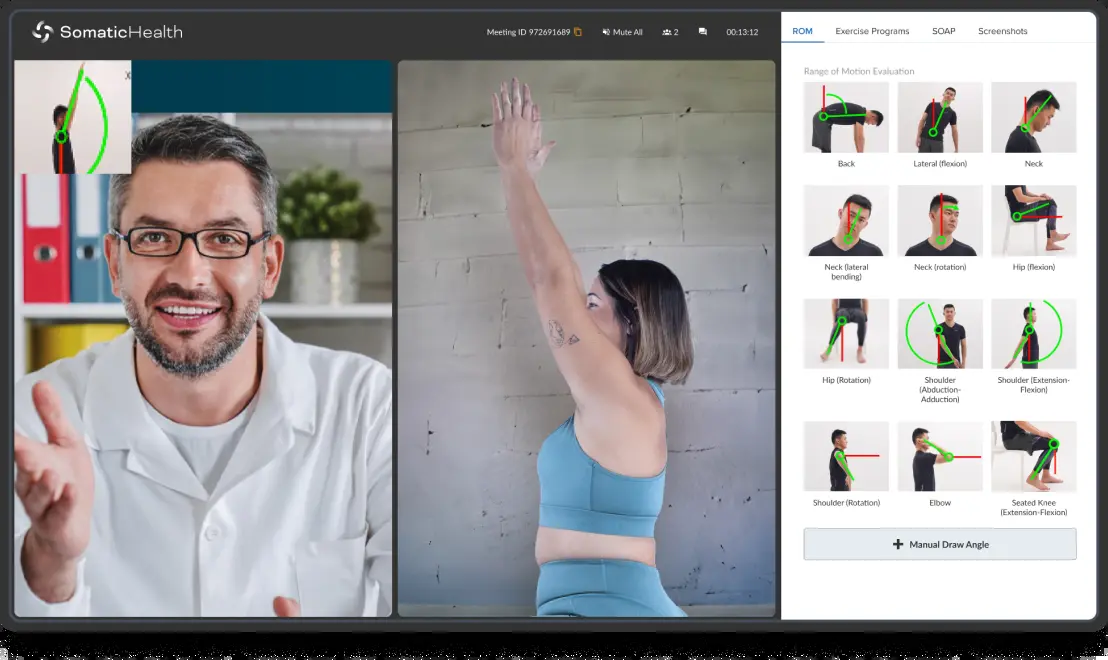 SomaticHealth
Meeting ID 972691689
Mute All
2
00:13:12
X
ROM
Exercise Programs
SOAP
Screenshots
Range of Motion Evaluation
Back
Lateral (flexion)
Neck
Neck (lateral
bending)
Neck (rotation)
Hip (flexion)
Hip (Rotation)
Shoulder
(Abduction-
Adduction)
Shoulder (Extension-
Flexion)
Shoulder (Rotation)
Elbow
Seated Knee
(Extension-Flexion)
Manual Draw Angle